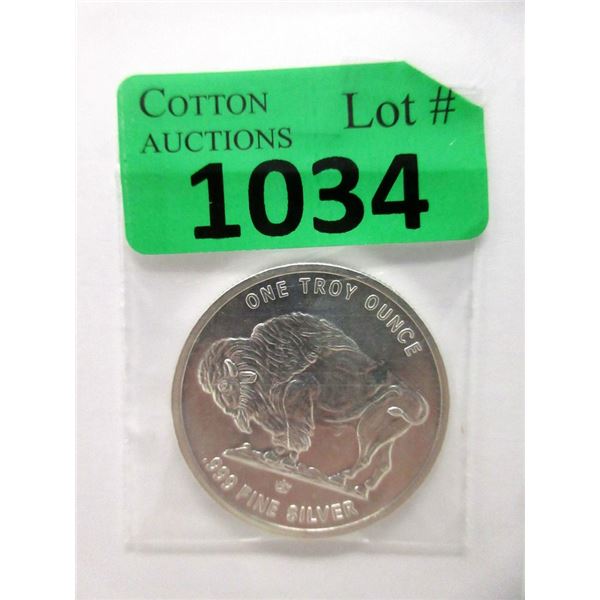 COTTON
AUCTIONS
Lot #
1034
ONE TROY OUNCE
.999 FINE SILVER